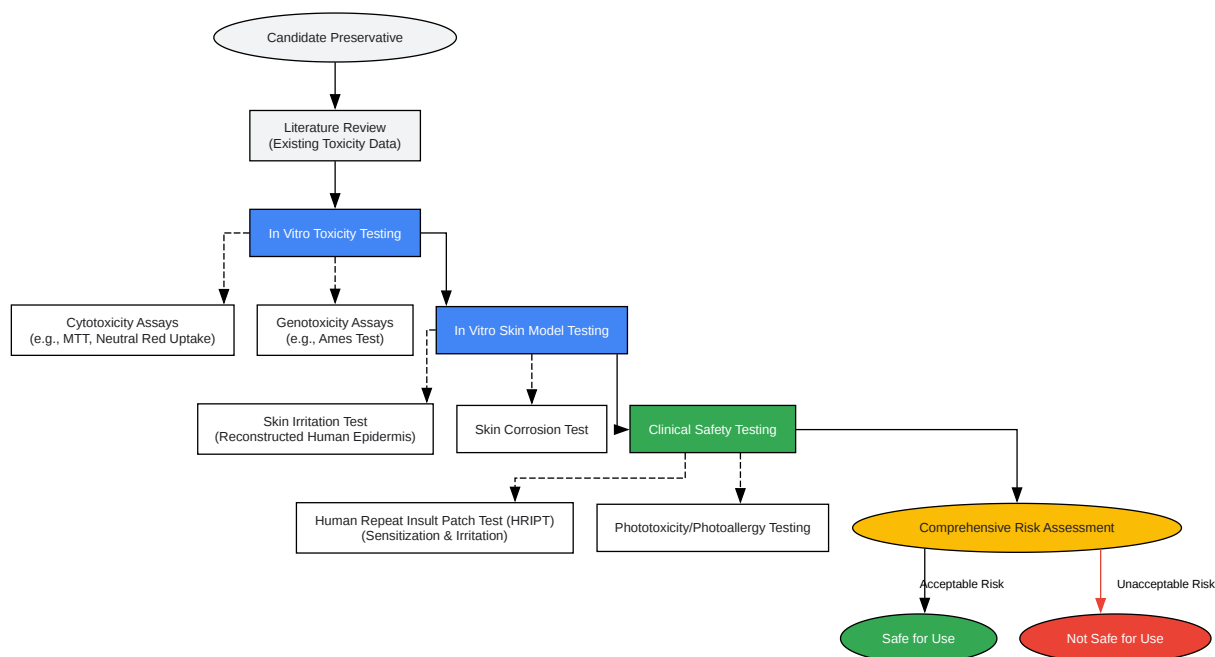 Candidate Preservative
Literature Review
(Existing Toxicity Data)
In Vitro Toxicity Testing
Cytotoxicity Assays
(e.g., MTT, Neutral Red Uptake)
Genotoxicity Assays
(e.g., Ames Test)
In Vitro Skin Model Testing
Skin Irritation Test
(Reconstructed Human Epidermis)
Skin Corrosion Test
Clinical Safety Testing
Human Repeat Insult Patch Test (HRIPT)
(Sensitization & Irritation)
Phototoxicity/Photoallergy Testing
Comprehensive Risk Assessment
Acceptable Risk
Unacceptable Risk
Safe for Use
Not Safe for Use